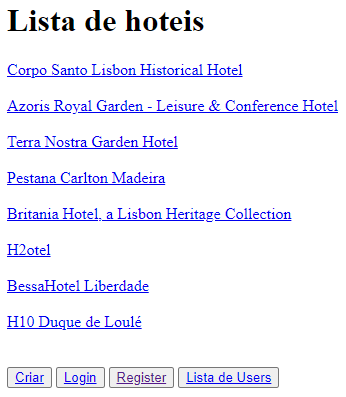 Lista de hoteis
Corpo Santo Lisbon Historical Hotel
Azoris Royal Garden - Leisure & Conference Hotel
Terra Nostra Garden Hotel
Pestana Carlton Madeira
Britania Hotel, a Lisbon Heritage Collection
H2otel
BessaHotel Liberdade
H10 Duque de Loulé
Criar Login Register Lista de Users